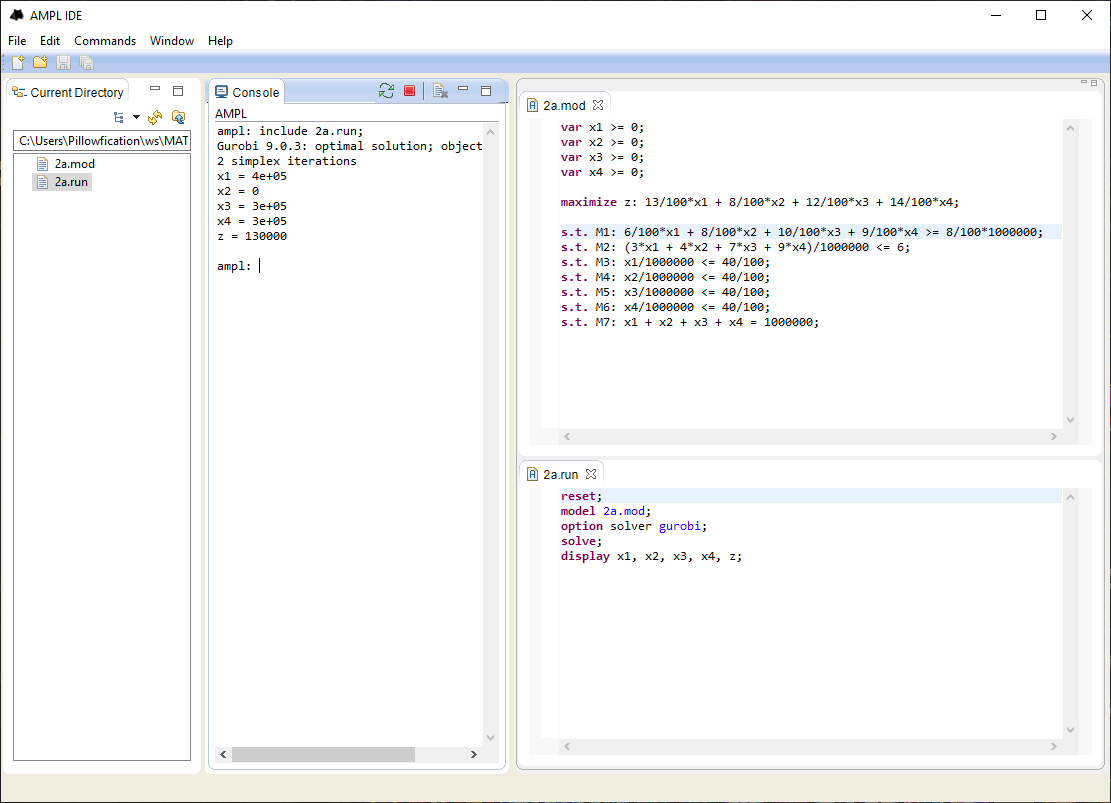 AMPL IDE
File Edit Commands Window Help
Current Directory
C:\Users\Pillowfication\ws\MAT
2a.mod
2a.run
Console
AMPL
ampl: include 2a.run;
Gurobi 9.0.3: optimal solution; object
2 simplex iterations
x1 = 4e+05
x2 = 0
x3 = 3e+05
x4 = 3e+05
z = 130000
ampl:
2a.mod
var x1 >= 0;
var x2 >= 0;
var x3 >= 0;
var x4 >= 0;
maximize z: 13/100*x1 + 8/100*x2 + 12/100*x3 + 14/100*x4;
s.t. M1: 6/100*x1 + 8/100*x2 + 10/100*x3 + 9/100*x4 >= 8/100*1000000;
s.t. M2: (3*x1 + 4*x2 + 7*x3 + 9*x4)/1000000 <= 6;
s.t. M3: x1/1000000 <= 40/100;
s.t. M4: x2/1000000 <= 40/100;
s.t. M5: x3/1000000 <= 40/100;
s.t. M6: x4/1000000 <= 40/100;
s.t. M7: x1 + x2 + x3 + x4 = 1000000;
2a.run
reset;
model 2a.mod;
option solver gurobi;
solve;
display x1, x2, x3, x4, z;